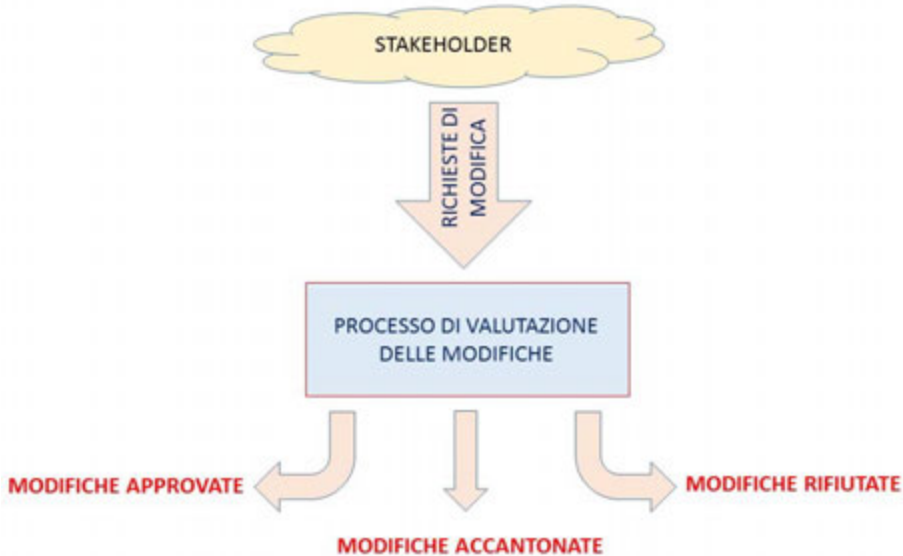 STAKEHOLDER
RICHIESTE DI
MODIFICA
PROCESSO DI VALUTAZIONE
DELLE MODIFICHE
MODIFICHE APPROVATE
MODIFICHE RIFIUTATE
MODIFICHE ACCANTONATE